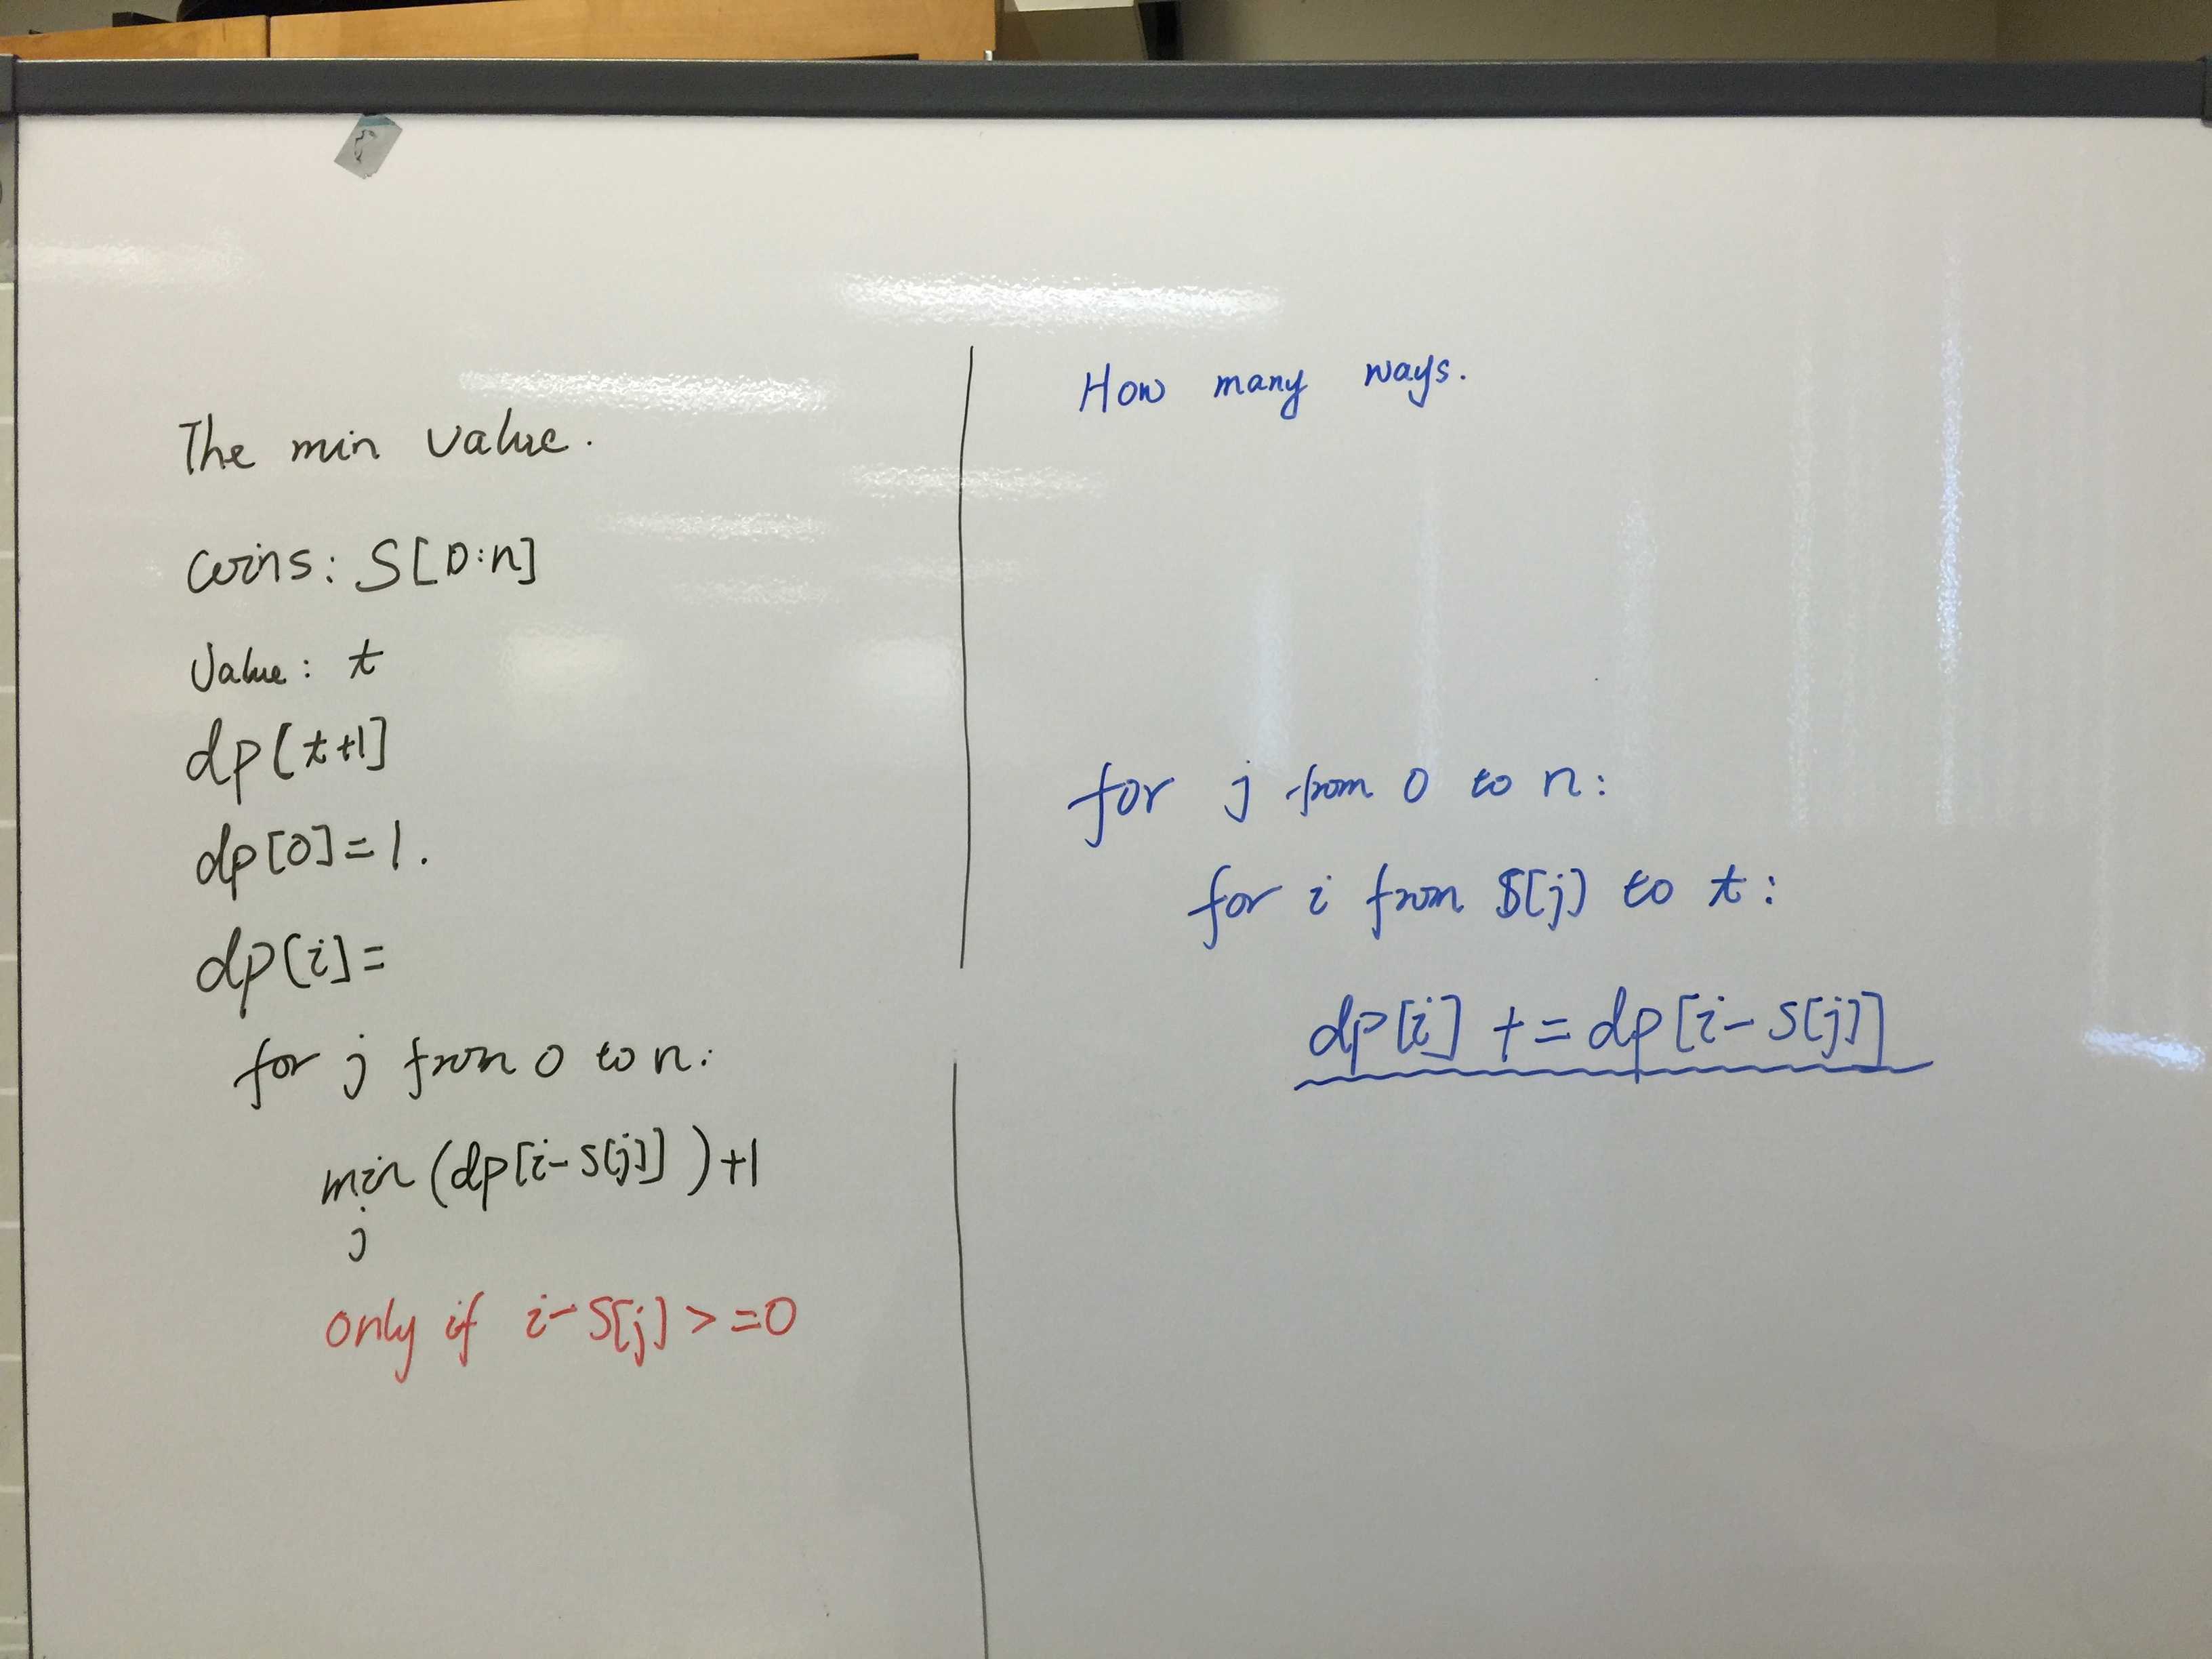 The min value.
coins: S[0:n]
Value: t
dp[t+1]
dp[0]=1.
dp[i]=
for j from 0 to n:
min (dp[i-S[j]])+1
j
only if i-S[j]>=0
How many ways.
for j from 0 to n:
for i from S[j] to t:
dp[i] += dp[i-S[j]]